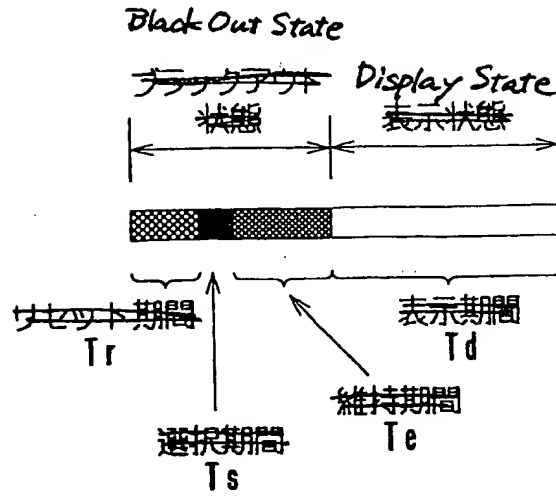 Black Out State
ブラックアウト
状態
Display State
表示状態
リセット期間
Tr
選択期間
Ts
維持期間
Te
表示期間
Td